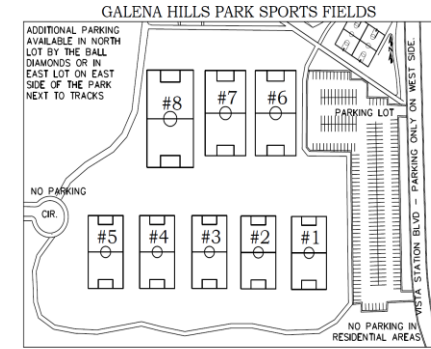 GALENA HILLS PARK SPORTS FIELDS
ADDITIONAL PARKING
AVAILABLE IN NORTH
LOT BY THE BALL
DIAMONDS OR IN
EAST LOT ON EAST
SIDE OF THE PARK
NEXT TO TRACKS
#8
#7
#6
PARKING LOT
VISTA STATION BLVD – PARKING ONLY ON WEST SIDE.
NO PARKING
CIR.
#5
#4
#3
#2
#1
NO PARKING IN
RESIDENTIAL AREAS